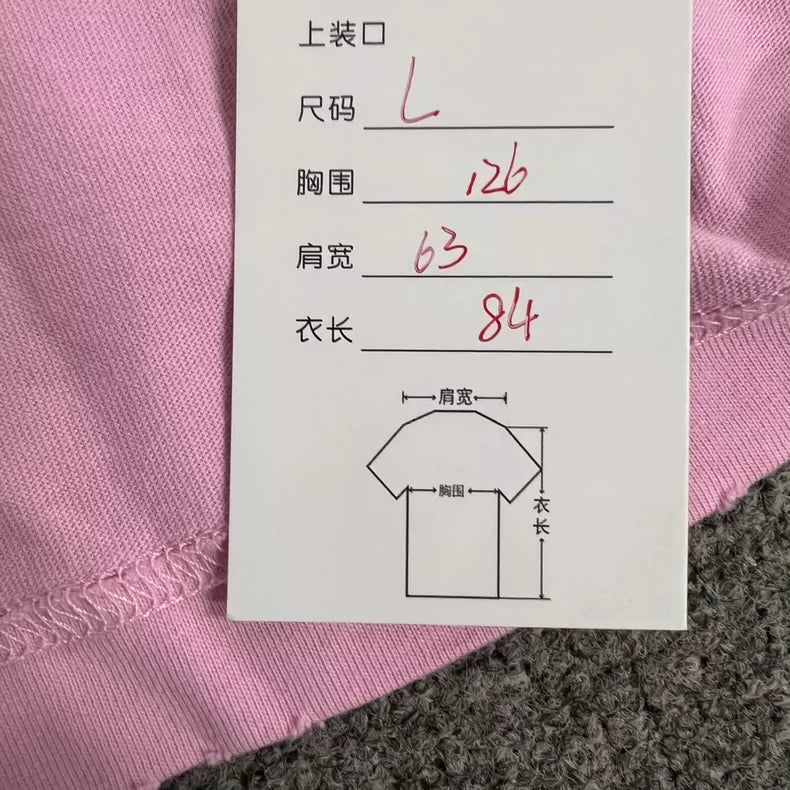 上装口
尺码 L
胸围 126
肩宽 63
衣长 84
肩宽
胸围
衣长